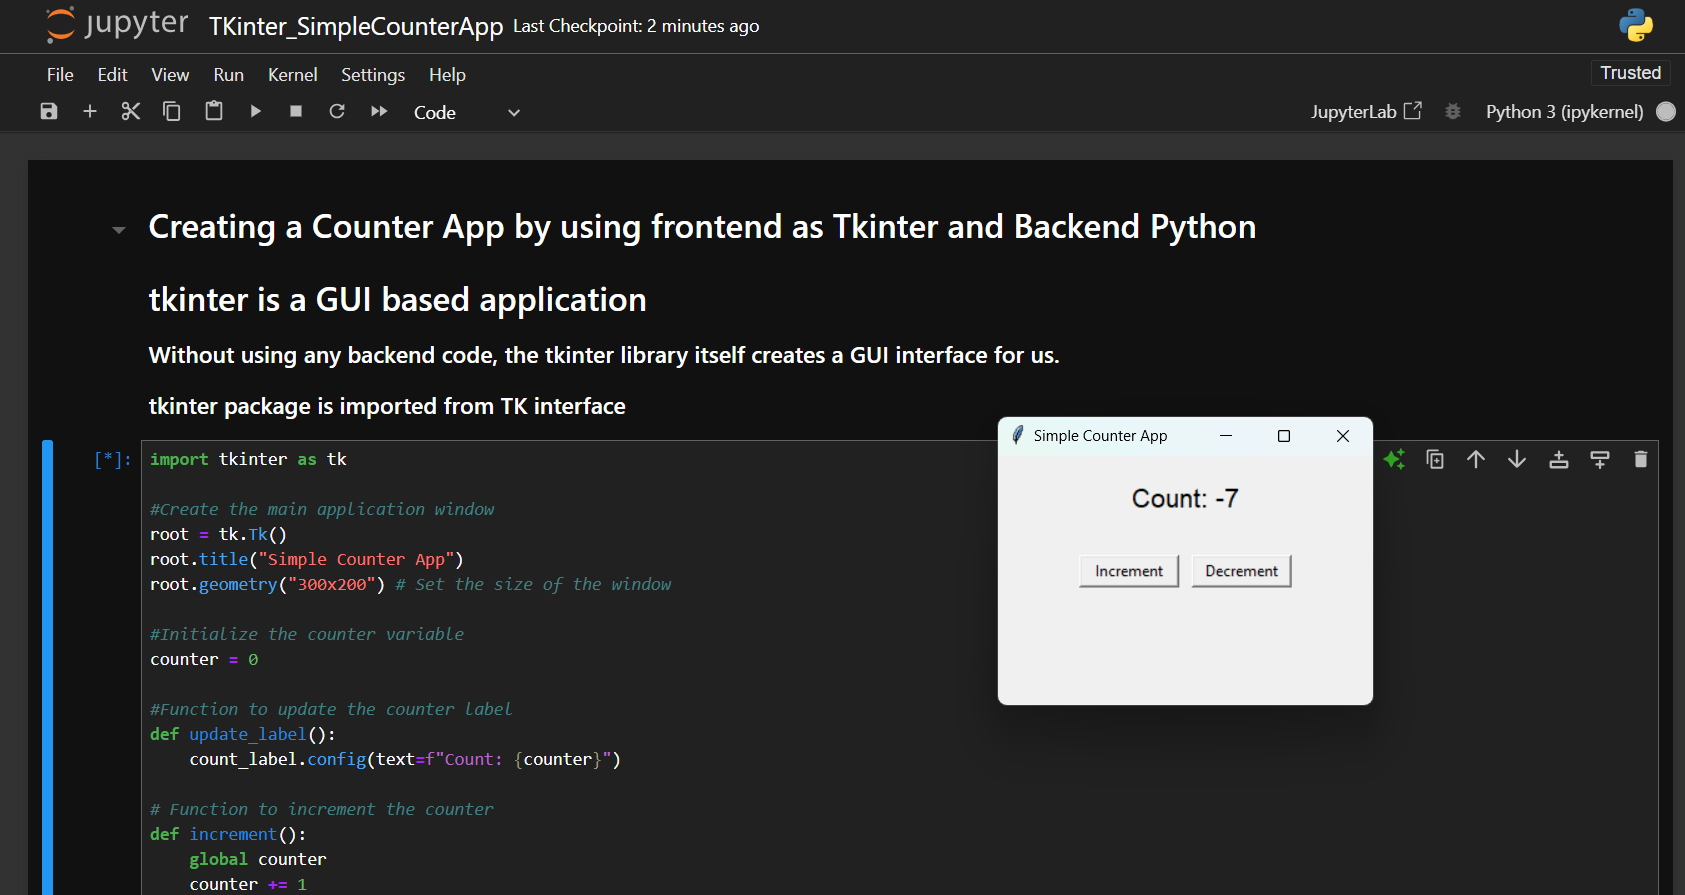 jupyter TKinter_SimpleCounterApp Last Checkpoint: 2 minutes ago
File Edit View Run Kernel Settings Help
Trusted
Code
JupyterLab Python 3 (ipykernel)
Creating a Counter App by using frontend as Tkinter and Backend Python
tkinter is a GUI based application
Without using any backend code, the tkinter library itself creates a GUI interface for us.
tkinter package is imported from TK interface
[*]:
import tkinter as tk
#Create the main application window
root = tk.Tk()
root.title("Simple Counter App")
root.geometry("300x200") # Set the size of the window
#Initialize the counter variable
counter = 0
#Function to update the counter label
def update_label():
    count_label.config(text=f"Count: {counter}")
# Function to increment the counter
def increment():
    global counter
    counter += 1
Simple Counter App
Count: -7
Increment Decrement